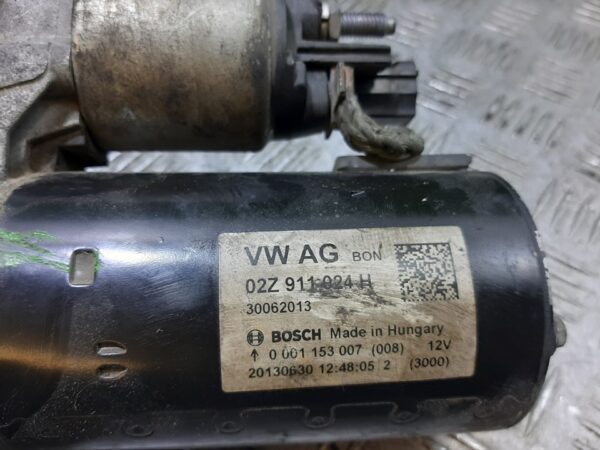 VW AG BON
02Z 911 024 H
30062013
BOSCH Made in Hungary
0 001 153 007 (008) 12V
20130630 12:48:05 2 (3000)